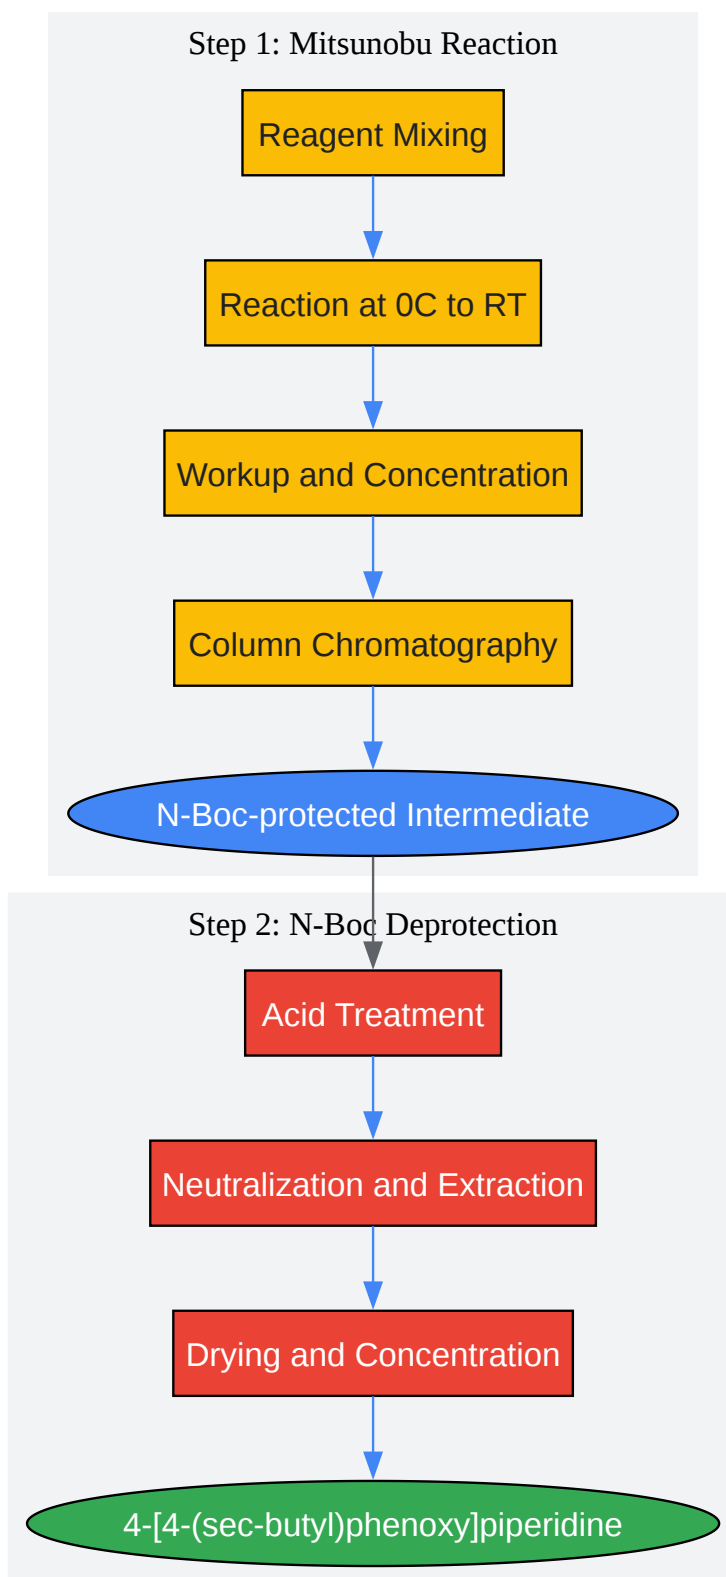 Step 1: Mitsunobu Reaction
Reagent Mixing
Reaction at 0C to RT
Workup and Concentration
Column Chromatography
N-Boc-protected Intermediate
Step 2: N-Boc Deprotection
Acid Treatment
Neutralization and Extraction
Drying and Concentration
4-[4-(sec-butyl)phenoxy]piperidine